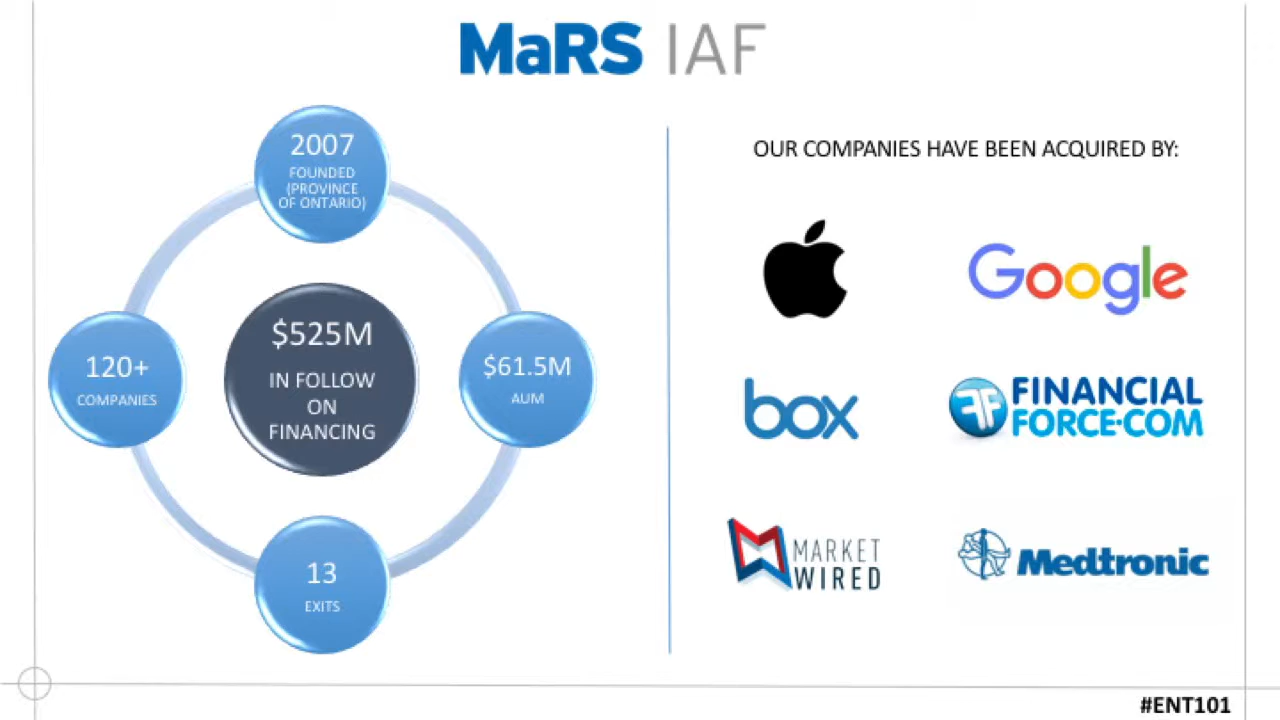 MaRS IAF
2007
FOUNDED
(PROVINCE
OF ONTARIO)
120+
COMPANIES
$525M
IN FOLLOW
ON
FINANCING
$61.5M
AUM
13
EXITS
OUR COMPANIES HAVE BEEN ACQUIRED BY:
Google
box
FINANCIAL
FORCE.COM
MARKET
WIRED
Medtronic
#ENT101